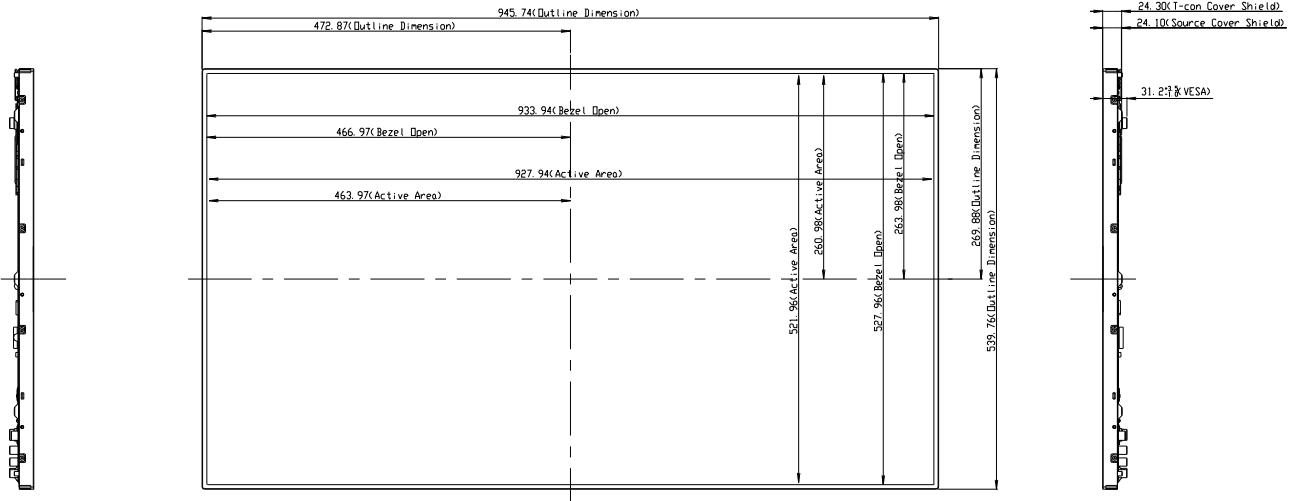 945.74(Outline Dimension)
472.87(Outline Dimension)
24.30(T-con Cover Shield)
24.10(Source Cover Shield)
31.2
VESA)
933.94(Bezel Open)
466.97(Bezel Open)
927.94(Active Area)
463.97(Active Area)
521.96(Active Area)
260.98(Active Area)
527.96(Bezel Open)
263.98(Bezel Open)
269.88(Outline Dimension)
539.76(Outline Dimension)